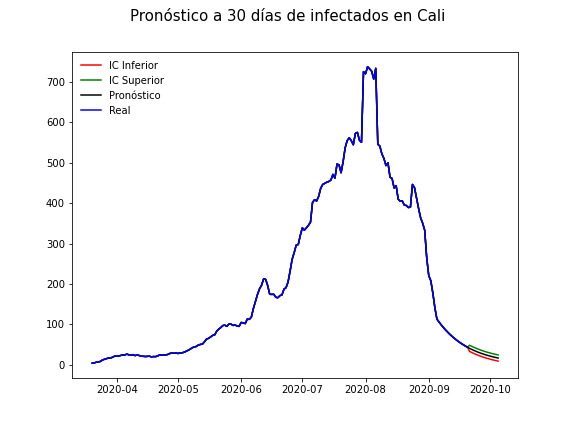 Pronóstico a 30 días de infectados en Cali
IC Inferior
IC Superior
Pronóstico
Real
700
600
500
400
300
200
100
0
2020-04 2020-05 2020-06 2020-07 2020-08 2020-09 2020-10